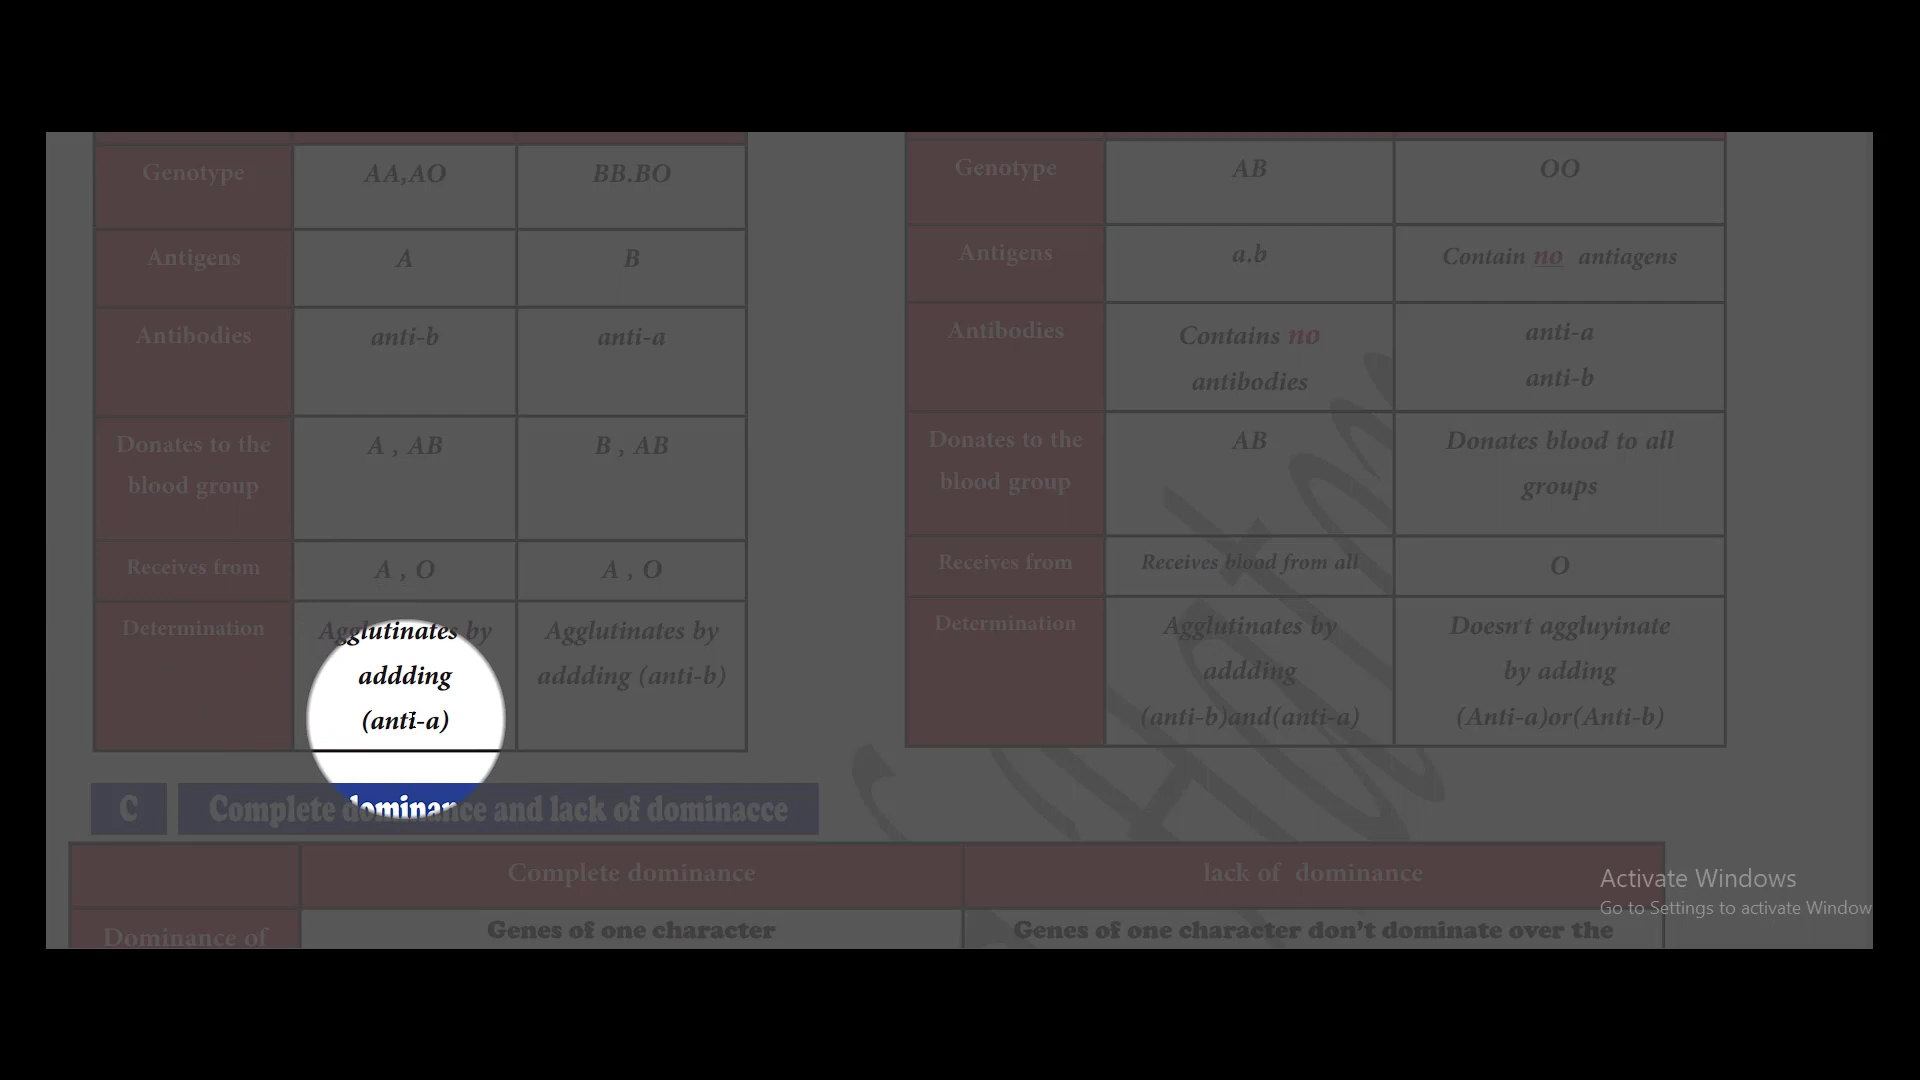 Genotype AA,AO BB.BO
Antigens A B
Antibodies anti-b anti-a
Donates to the A , AB B , AB
blood group
Receives from A , O A , O
Determination Agglutinates by Agglutinates by
addding addding (anti-b)
(anti-a)
Genotype AB OO
Antigens a.b Contain no antiagens
Antibodies Contains no anti-a
antibodies anti-b
Donates to the AB Donates blood to all
blood group groups
Receives from Receives blood from all O
Determination Agglutinates by Doesn't aggluyinate
addding by adding
(anti-b)and(anti-a) (Anti-a)or(Anti-b)
C Complete dominance and lack of dominacce
Complete dominance lack of dominance
Dominance of Genes of one character Genes of one character don't dominate over the
Activate Windows
Go to Settings to activate Window